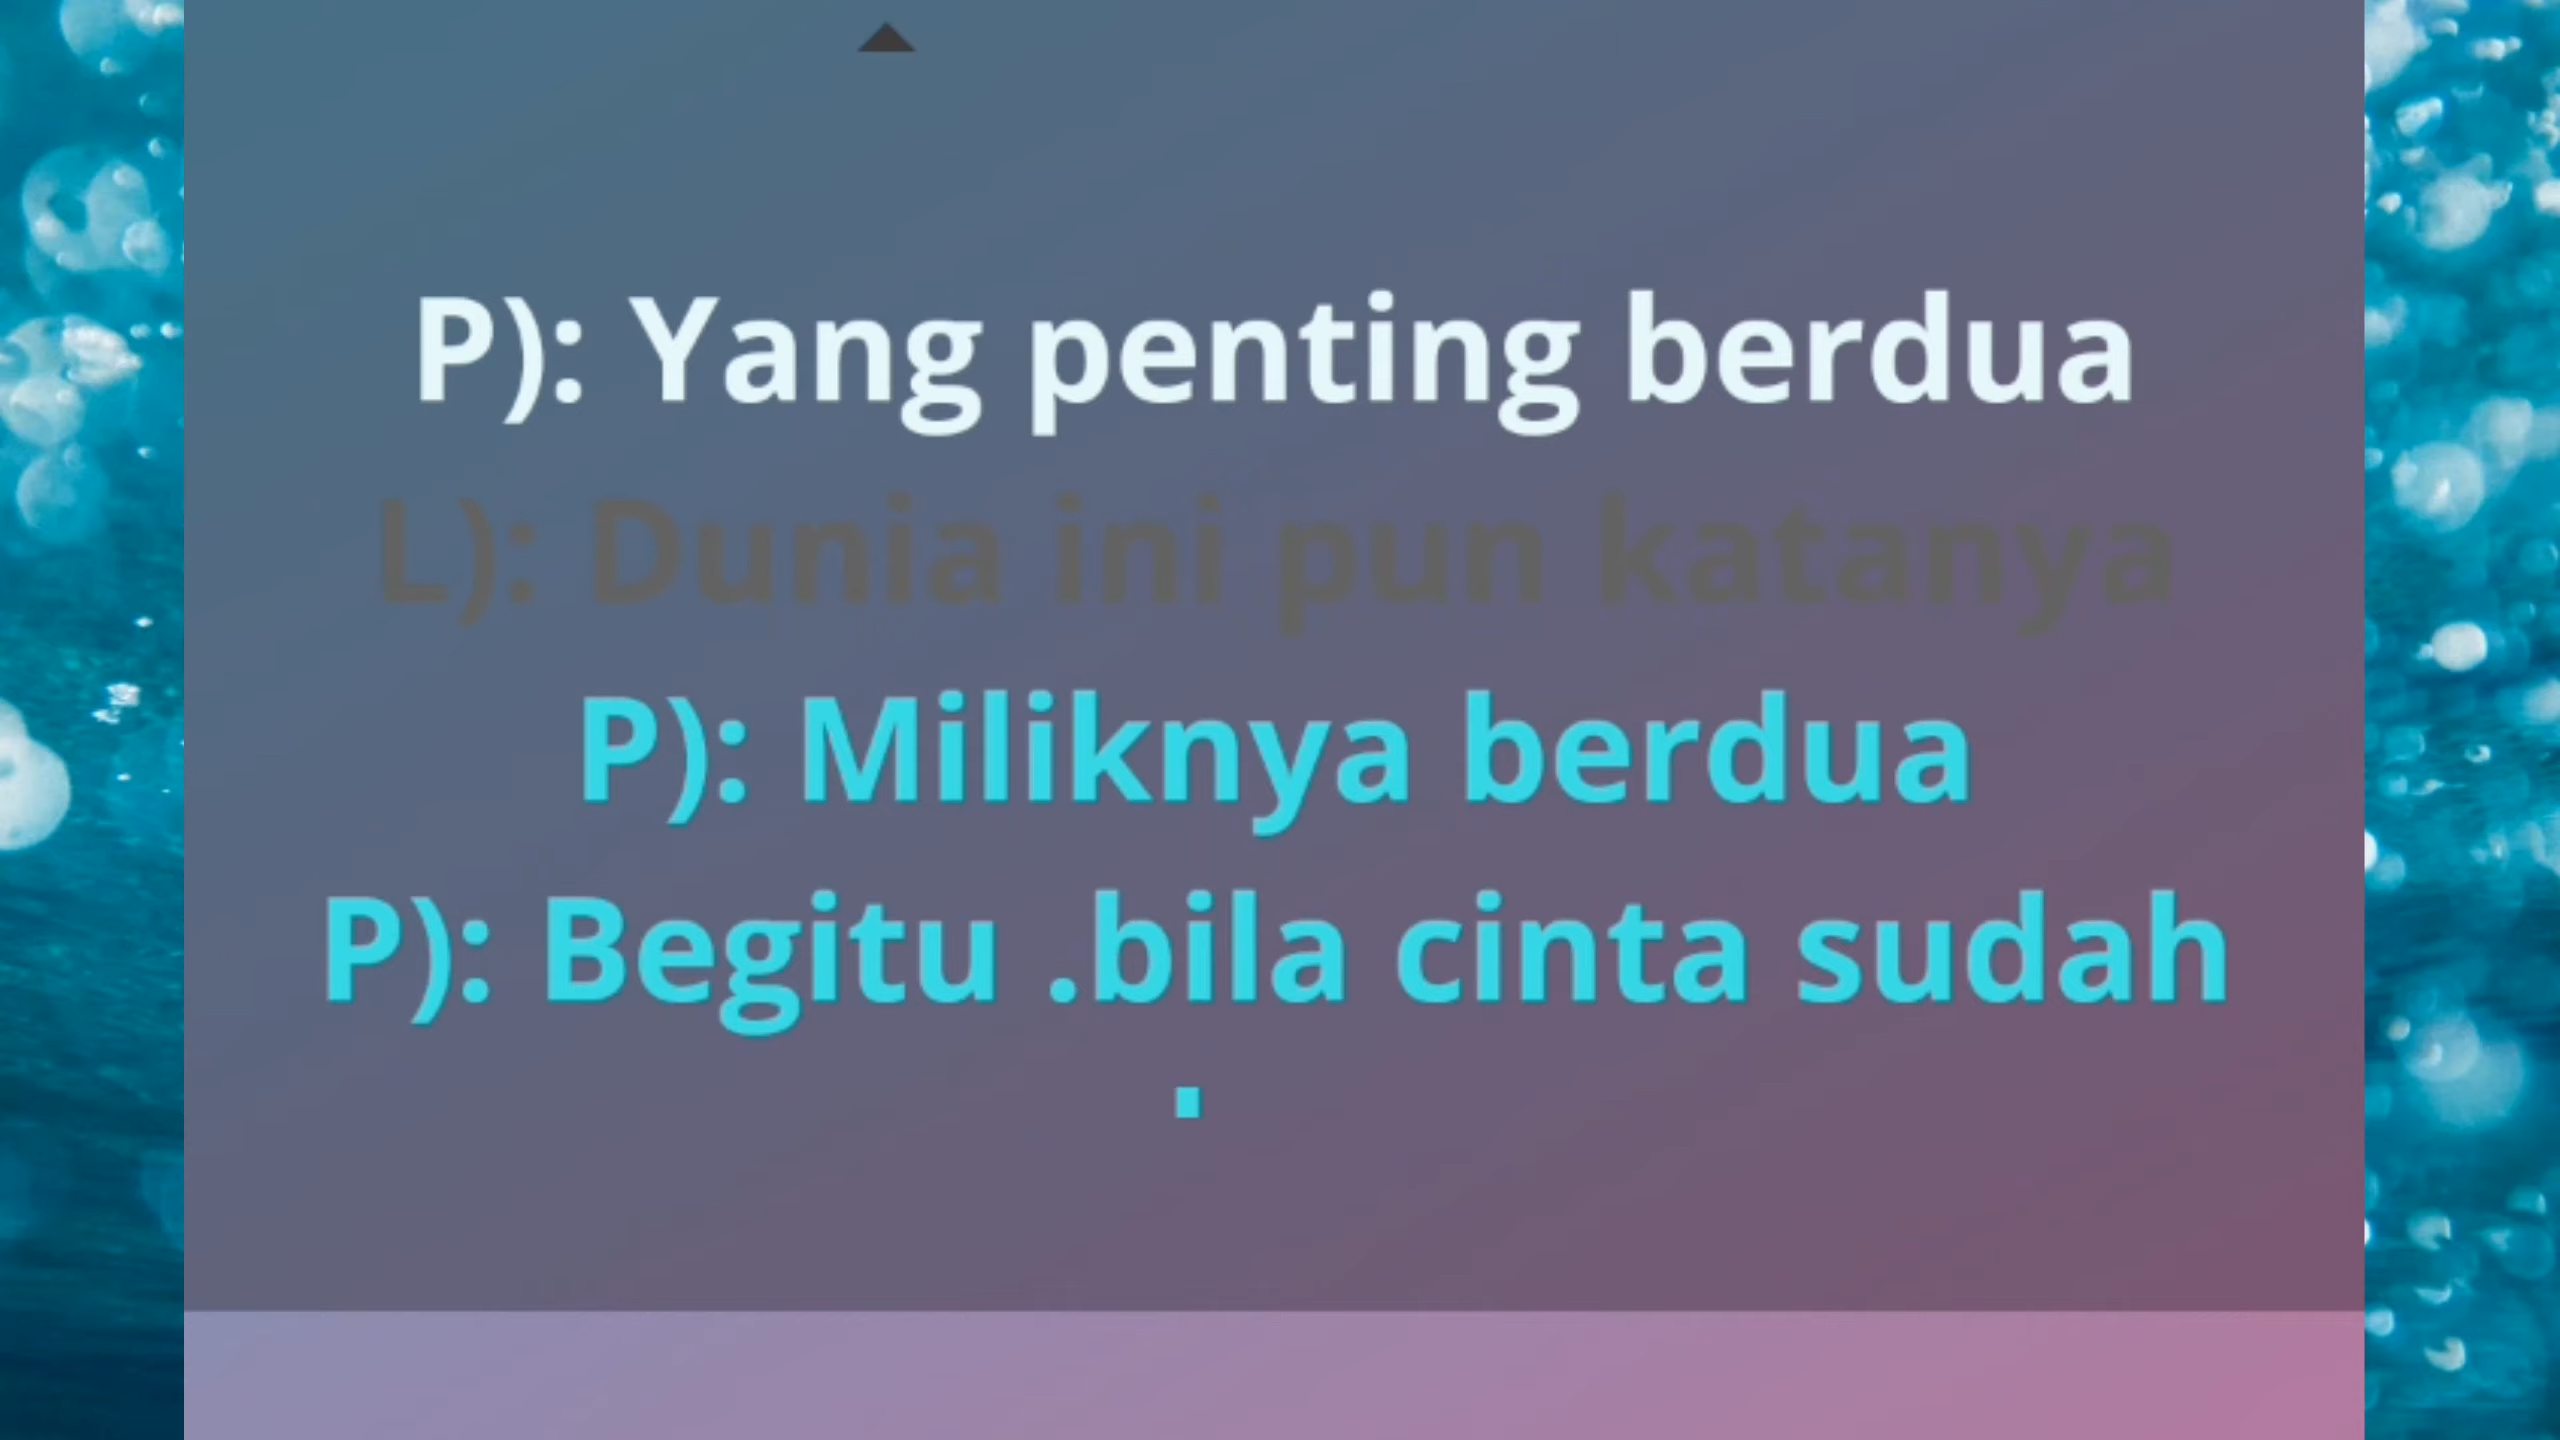 P): Yang penting berdua
L): Dunia ini pun katanya
P): Miliknya berdua
P): Begitu .bila cinta sudah
.